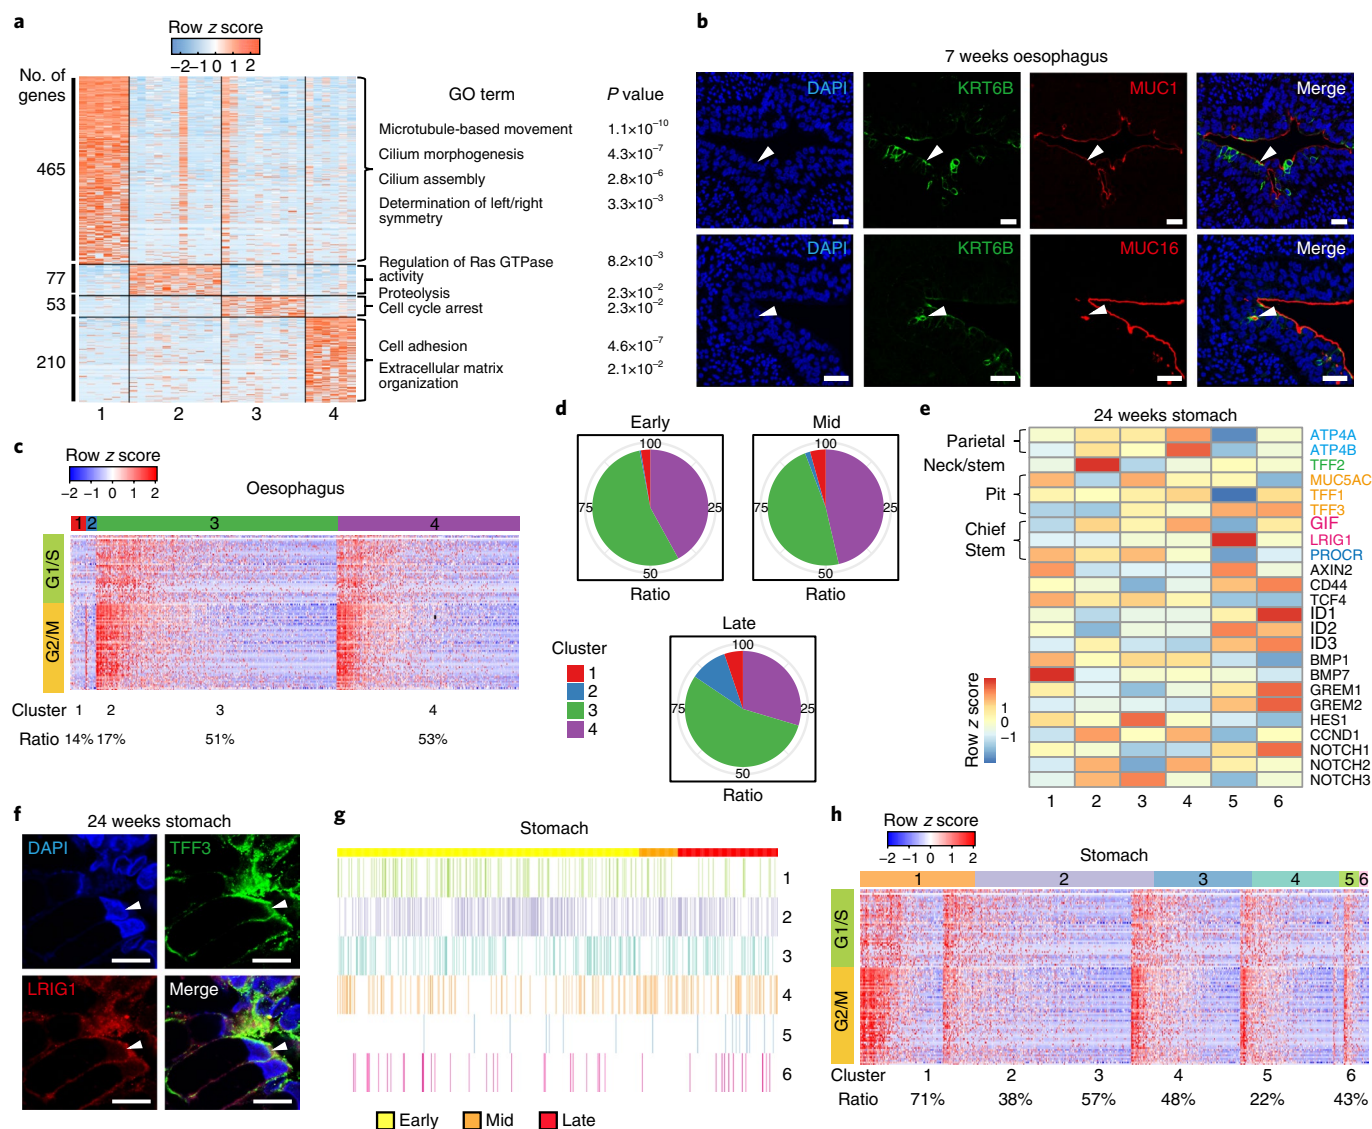 a
Row z score
−2 −1 0 1 2
No. of genes
465
77
53
210
1 2 3 4
GO term P value
Microtubule-based movement 1.1×10⁻¹⁰
Cilium morphogenesis 4.3×10⁻⁷
Cilium assembly 2.8×10⁻⁶
Determination of left/right symmetry 3.3×10⁻³
Regulation of Ras GTPase activity 8.2×10⁻³
Proteolysis 2.3×10⁻²
Cell cycle arrest 2.3×10⁻²
Cell adhesion 4.6×10⁻⁷
Extracellular matrix organization 2.1×10⁻²
b
7 weeks oesophagus
DAPI KRT6B MUC1 Merge
DAPI KRT6B MUC16 Merge
c
Row z score
−2 −1 0 1 2
Oesophagus
1 2 3 4
G1/S
G2/M
Cluster 1 2 3 4
Ratio 14% 17% 51% 53%
d
Early Mid
100 25 50 75
100 25 50 75
Ratio Ratio
Late
100 25 50 75
Ratio
Cluster
1
2
3
4
e
24 weeks stomach
Parietal
Neck/stem
Pit
Chief
Stem
ATP4A
ATP4B
TFF2
MUC5AC
TFF1
TFF3
GIF
LRIG1
PROCR
AXIN2
CD44
TCF4
ID1
ID2
ID3
BMP1
BMP7
GREM1
GREM2
HES1
CCND1
NOTCH1
NOTCH2
NOTCH3
Row z score
1
0
−1
1 2 3 4 5 6
f
24 weeks stomach
DAPI TFF3
LRIG1 Merge
g
Stomach
1
2
3
4
5
6
Early Mid Late
h
Row z score
−2 −1 0 1 2
Stomach
1 2 3 4 5 6
G1/S
G2/M
Cluster 1 2 3 4 5 6
Ratio 71% 38% 57% 48% 22% 43%